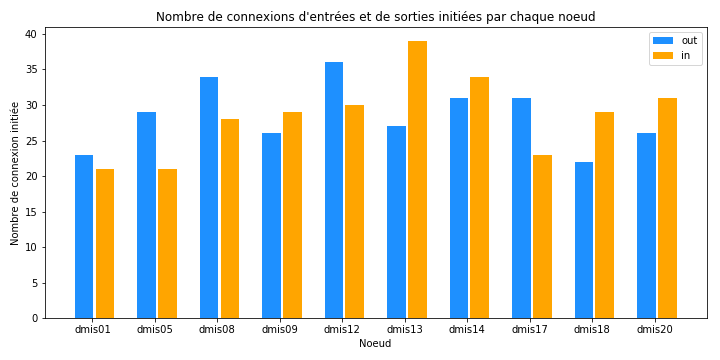 Nombre de connexions d'entrées et de sorties initiées par chaque noeud
out
in
Nombre de connexion initiée
40
35
30
25
20
15
10
5
0
dmis01 dmis05 dmis08 dmis09 dmis12 dmis13 dmis14 dmis17 dmis18 dmis20
Noeud